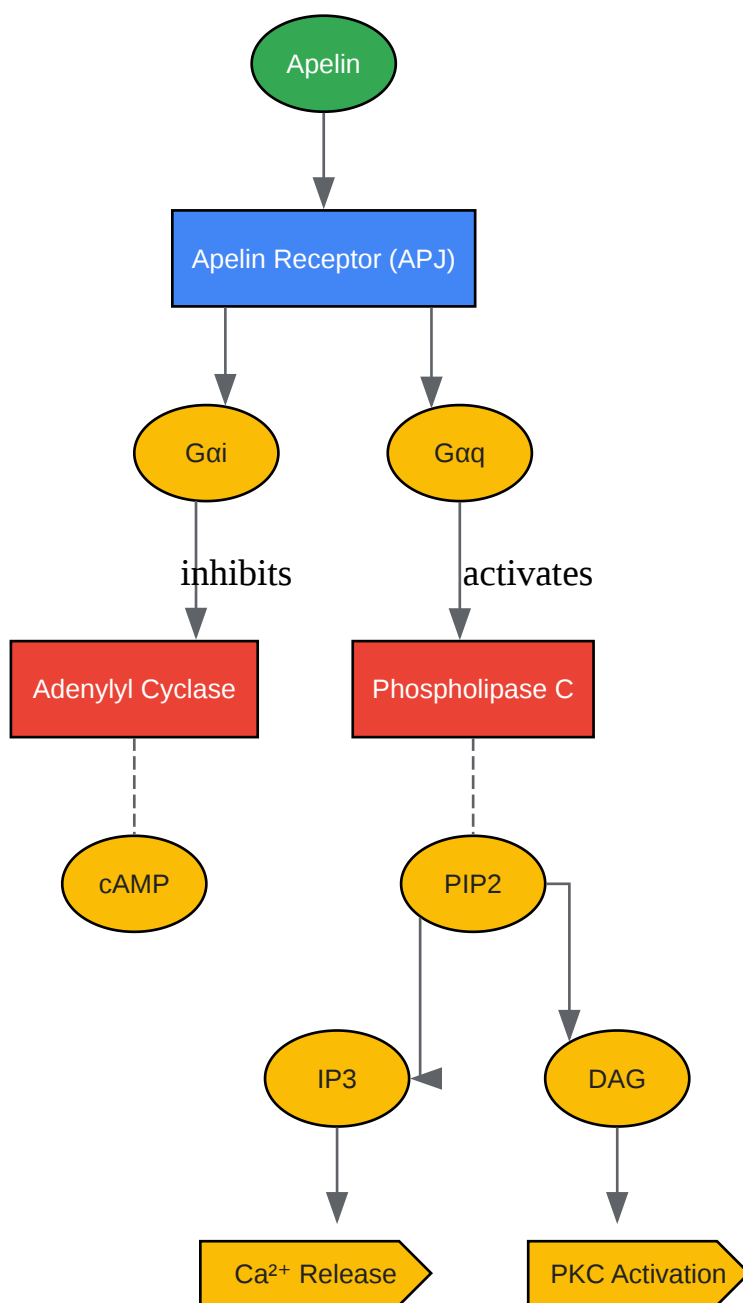 Apelin
Apelin Receptor (APJ)
Gαi
Gαq
inhibits
activates
Adenylyl Cyclase
Phospholipase C
cAMP
PIP2
IP3
DAG
Ca²⁺ Release
PKC Activation